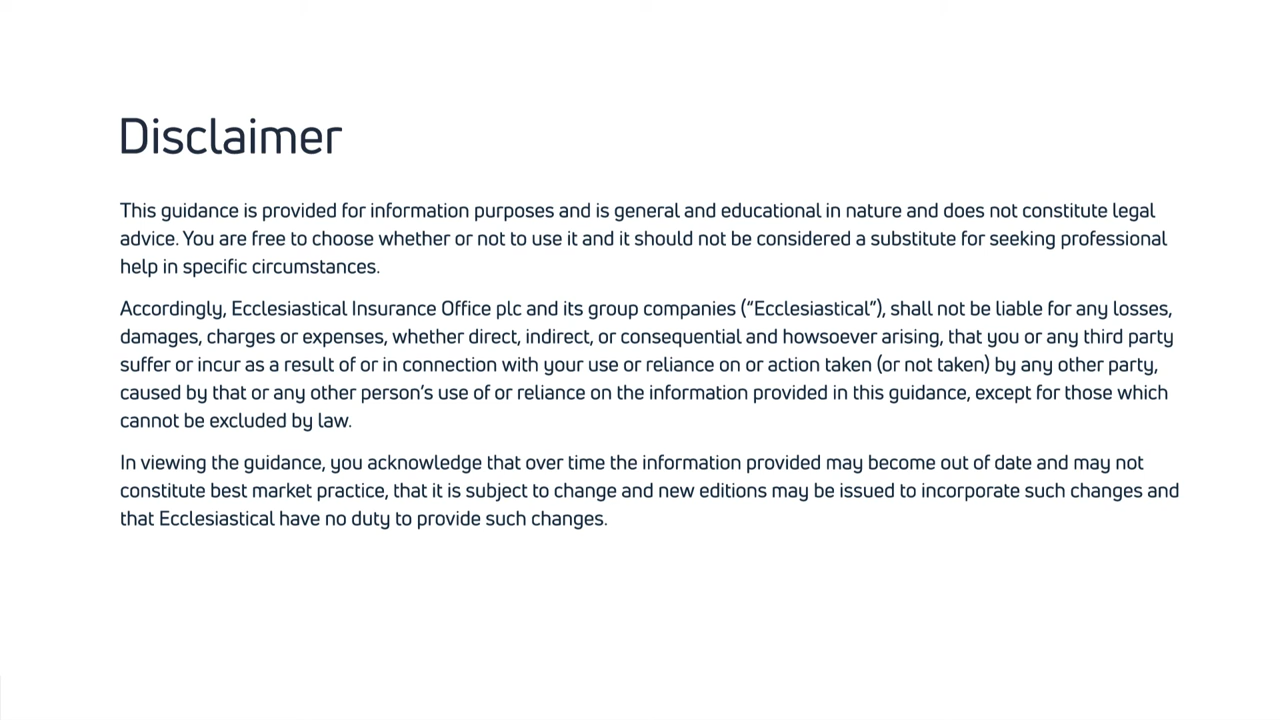 Disclaimer
This guidance is provided for information purposes and is general and educational in nature and does not constitute legal
advice. You are free to choose whether or not to use it and it should not be considered a substitute for seeking professional
help in specific circumstances.
Accordingly, Ecclesiastical Insurance Office plc and its group companies (“Ecclesiastical”), shall not be liable for any losses,
damages, charges or expenses, whether direct, indirect, or consequential and howsoever arising, that you or any third party
suffer or incur as a result of or in connection with your use or reliance on or action taken (or not taken) by any other party,
caused by that or any other person’s use of or reliance on the information provided in this guidance, except for those which
cannot be excluded by law.
In viewing the guidance, you acknowledge that over time the information provided may become out of date and may not
constitute best market practice, that it is subject to change and new editions may be issued to incorporate such changes and
that Ecclesiastical have no duty to provide such changes.